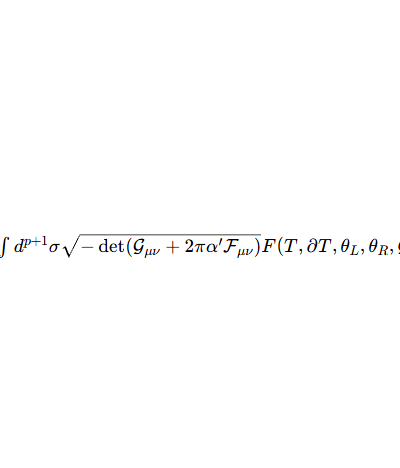 ∫ d^{p+1}σ √(− det(𝒢_{μν} + 2πα′ℱ_{μν})) F(T, ∂T, θ_L, θ_R,